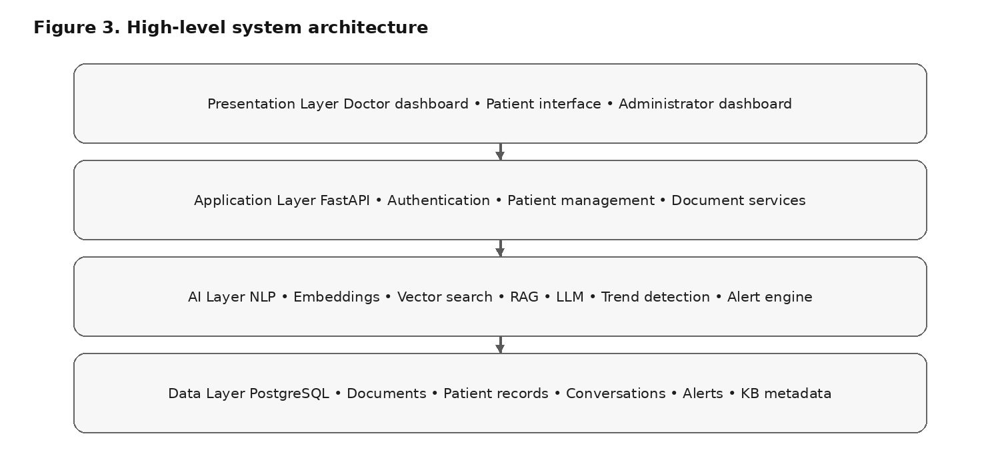 Figure 3. High-level system architecture
Presentation Layer Doctor dashboard • Patient interface • Administrator dashboard
Application Layer FastAPI • Authentication • Patient management • Document services
AI Layer NLP • Embeddings • Vector search • RAG • LLM • Trend detection • Alert engine
Data Layer PostgreSQL • Documents • Patient records • Conversations • Alerts • KB metadata